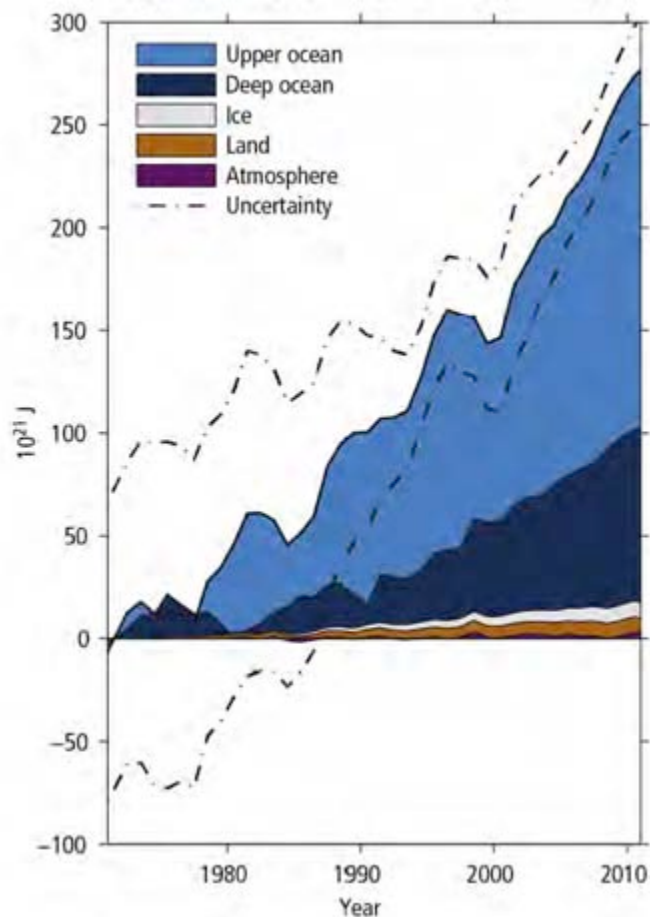 300
250
200
150
100
50
0
−50
−100
10²¹ J
Upper ocean
Deep ocean
Ice
Land
Atmosphere
Uncertainty
1980
1990
2000
2010
Year